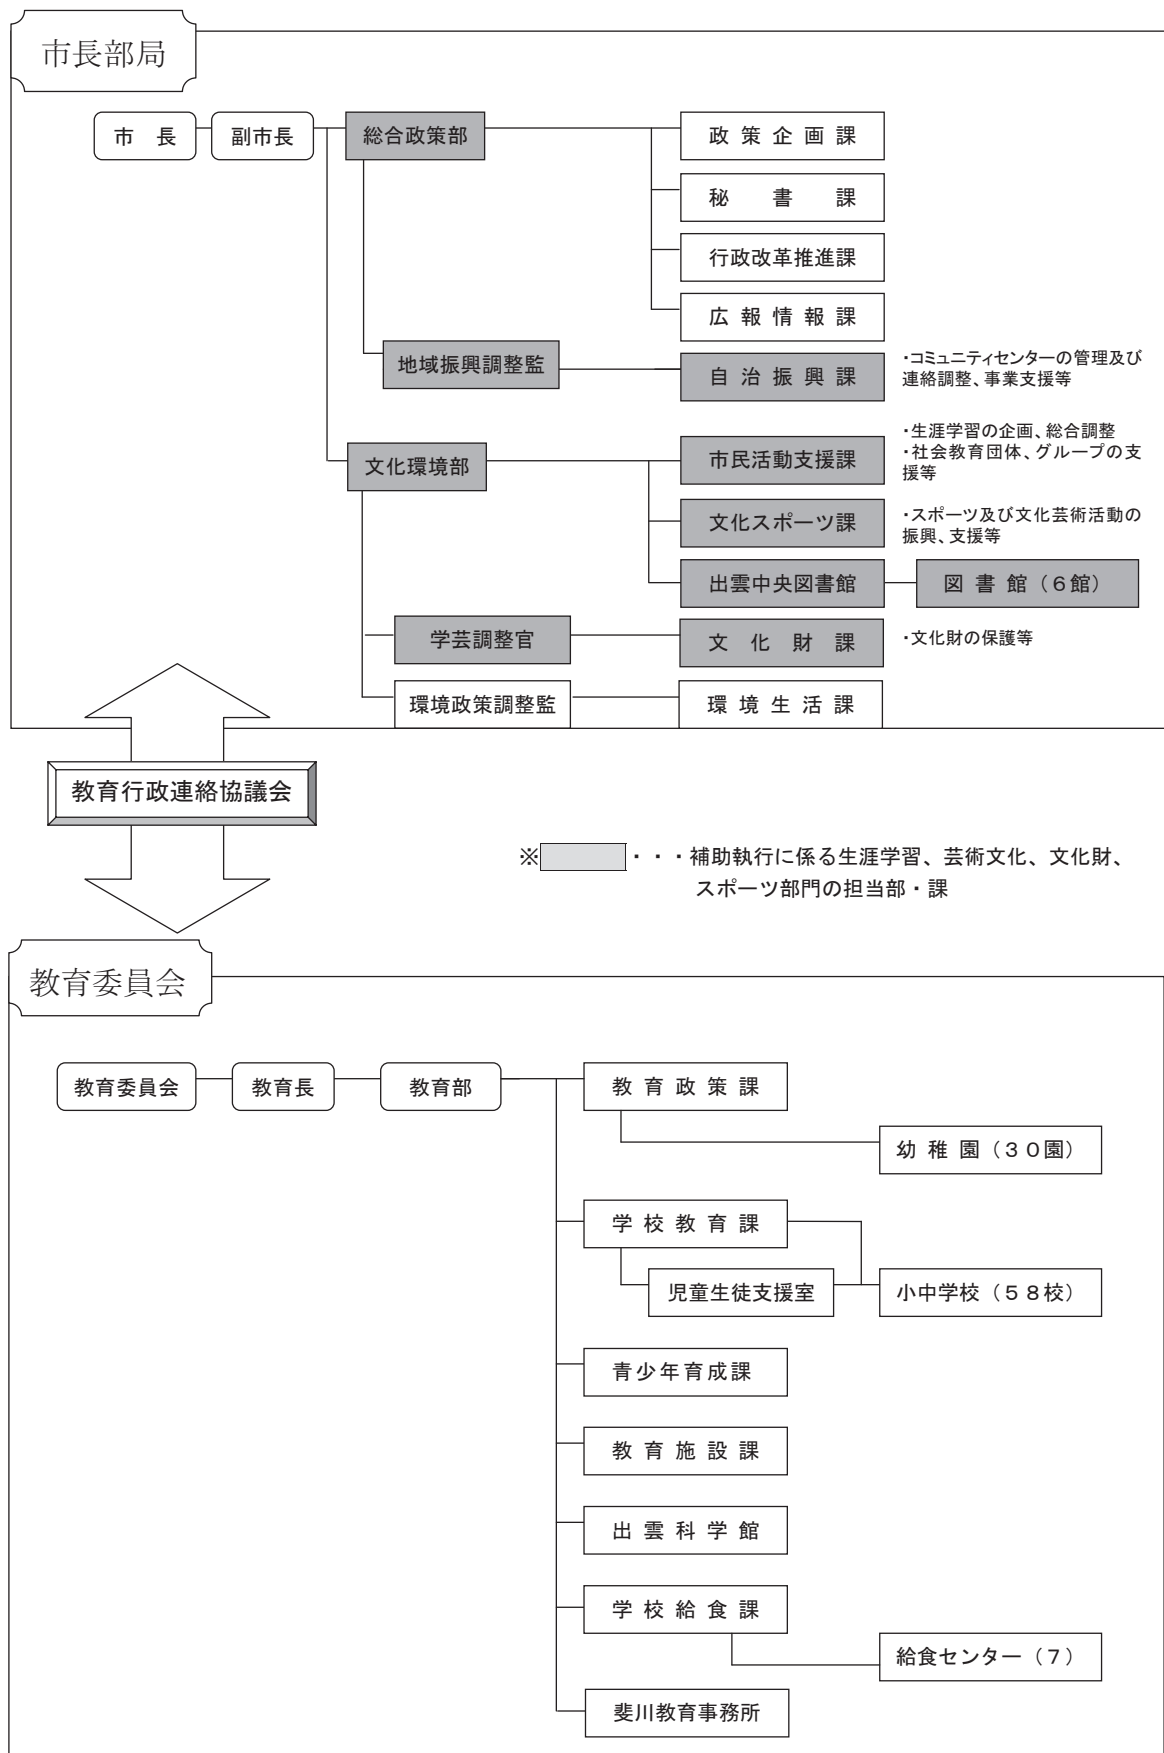 市長部局
市　長
副市長
総合政策部
政策企画課
秘書課
行政改革推進課
広報情報課
地域振興調整監
自治振興課
・コミュニティセンターの管理及び
連絡調整、事業支援等
文化環境部
市民活動支援課
・生涯学習の企画、総合調整
・社会教育団体、グループの支
援等
文化スポーツ課
・スポーツ及び文化芸術活動の
振興、支援等
出雲中央図書館
図書館（６館）
学芸調整官
文化財課
・文化財の保護等
環境政策調整監
環境生活課
教育行政連絡協議会
※　・・・補助執行に係る生涯学習、芸術文化、文化財、
スポーツ部門の担当部・課
教育委員会
教育委員会
教育長
教育部
教育政策課
幼稚園（３０園）
学校教育課
児童生徒支援室
小中学校（５８校）
青少年育成課
教育施設課
出雲科学館
学校給食課
給食センター（７）
斐川教育事務所